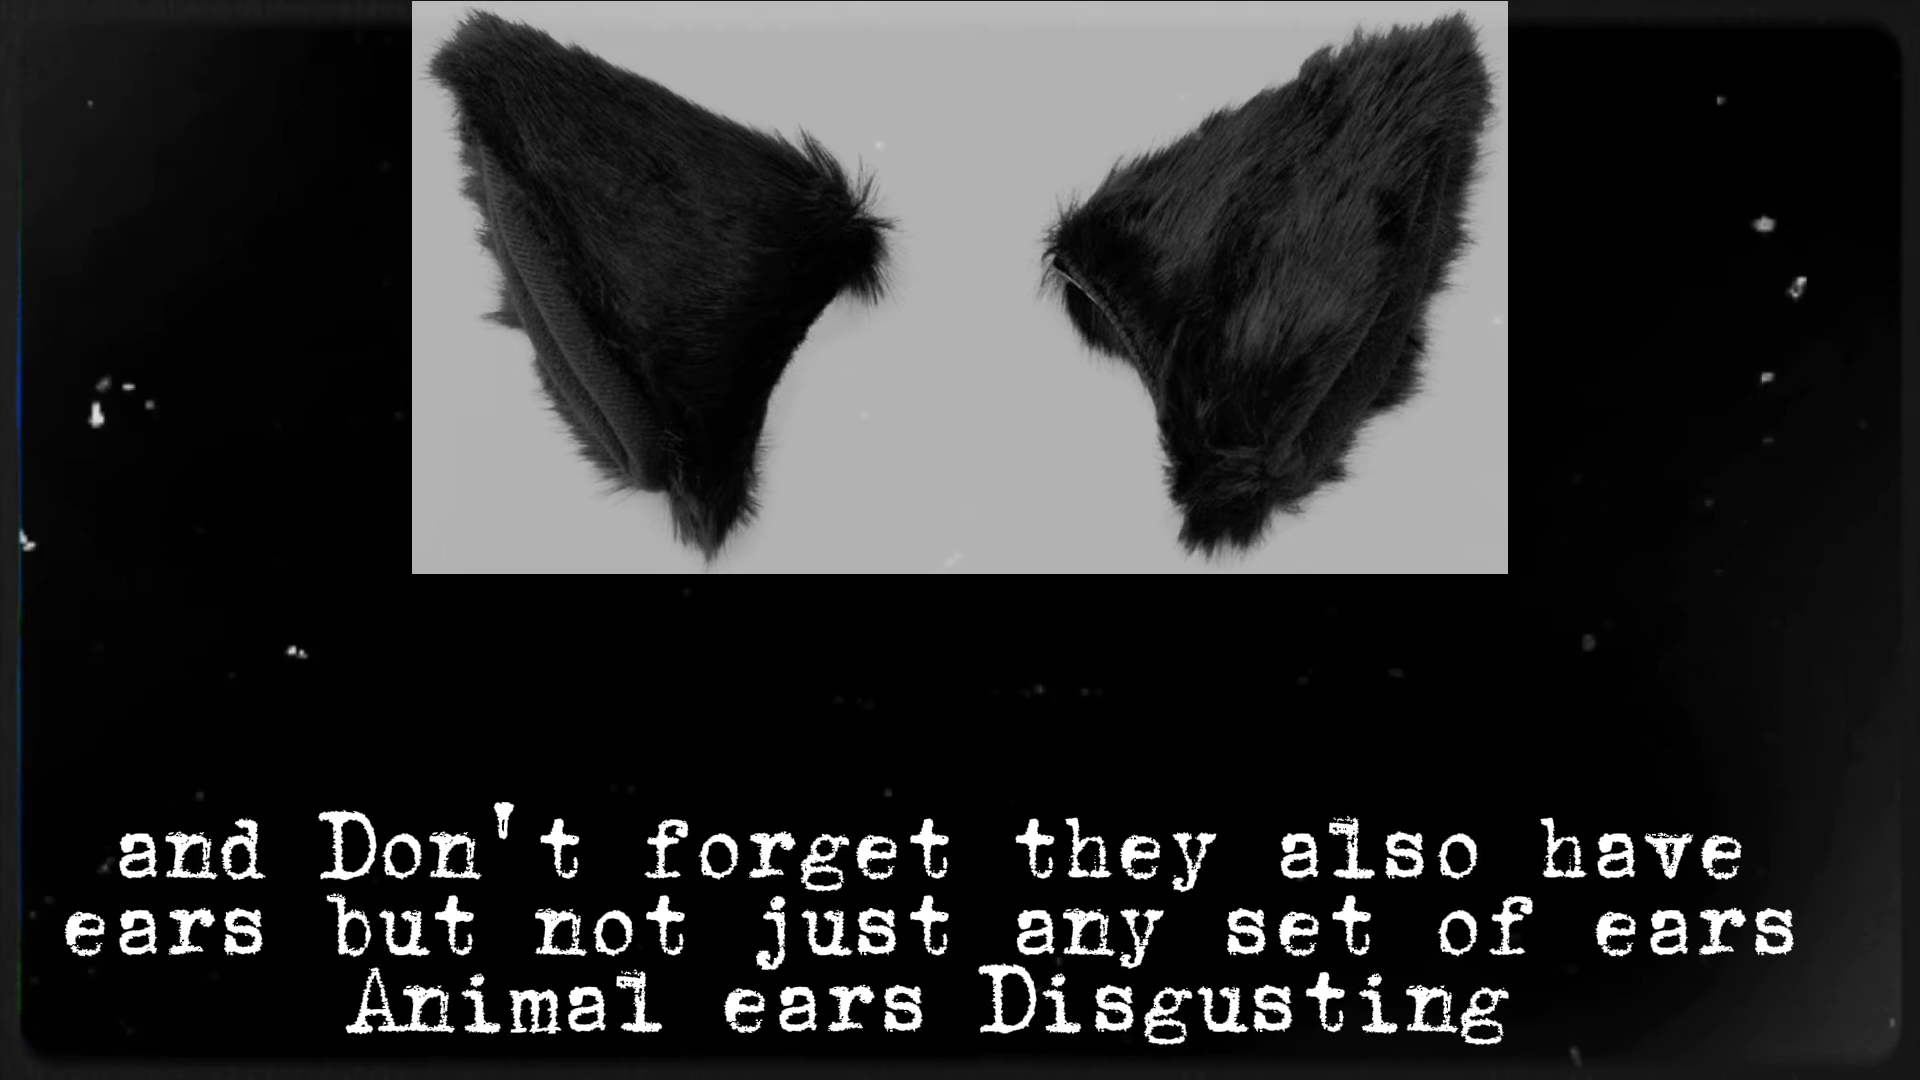 and Don't forget they also have
ears but not just any set of ears
Animal ears Disgusting